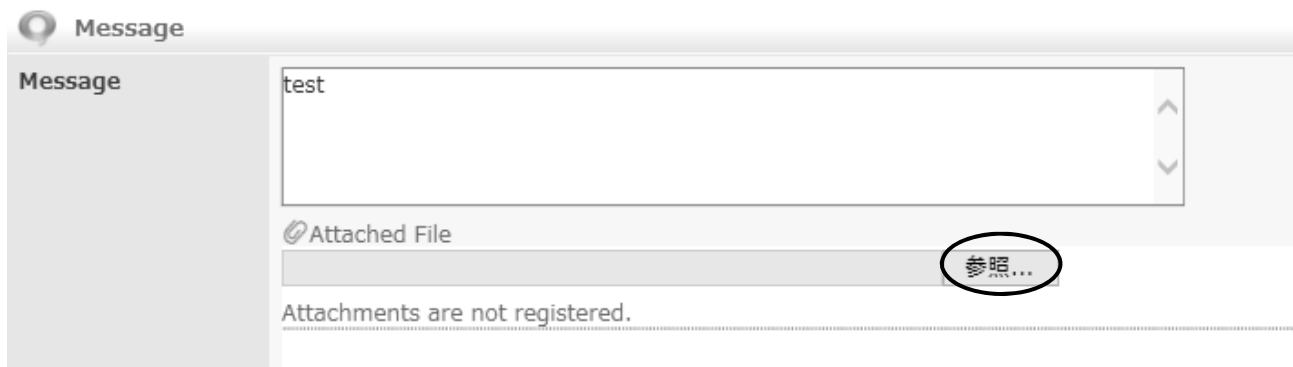 Message
Message
test
Attached File
参照...
Attachments are not registered.